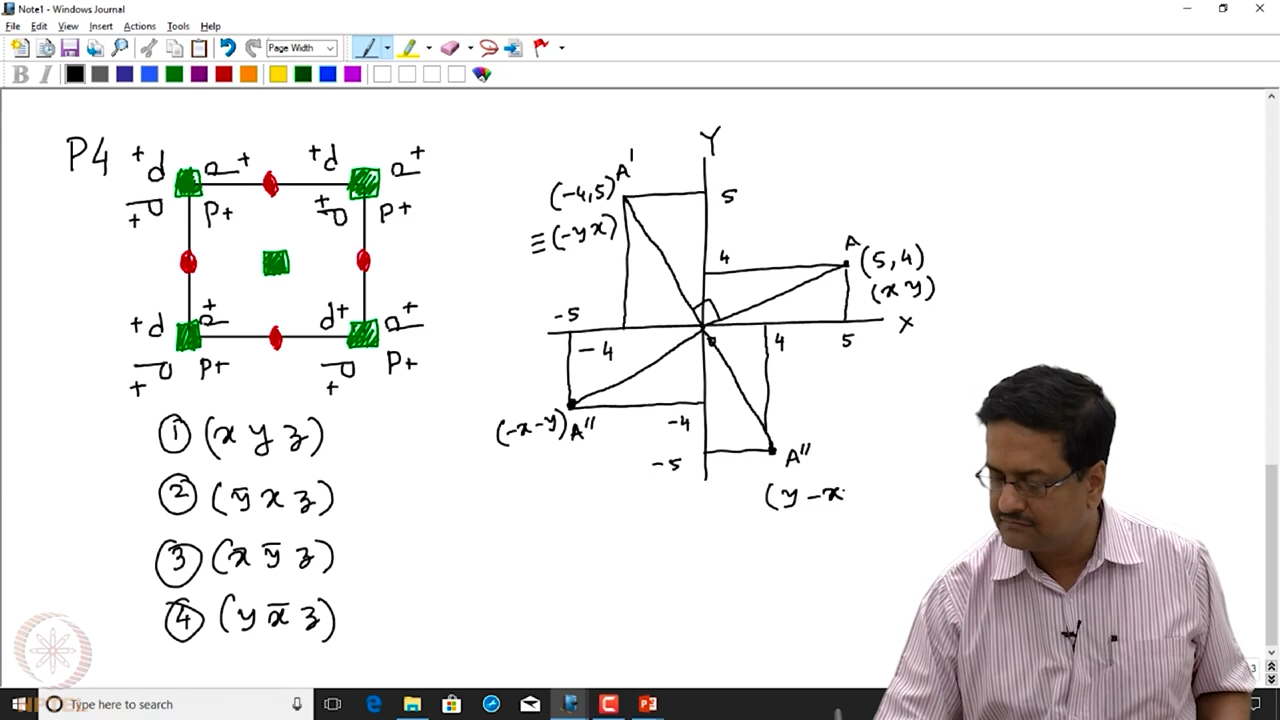 Note1 - Windows Journal
File Edit View Insert Actions Tools Help
Page Width
B I
P4
+ + + +
+ P+ + P+
+ + d+ +
+ P+ + P+
① (x y z)
② (ȳ x z)
③ (x ȳ z)
④ (y x̄ z)
Y
A'
(-4,5) 5
≡ (-y x)
4 A (5,4)
(x y)
-5 -4 4 5 X
(-x -y) A'' -4
-5 A''
(y -x
Type here to search